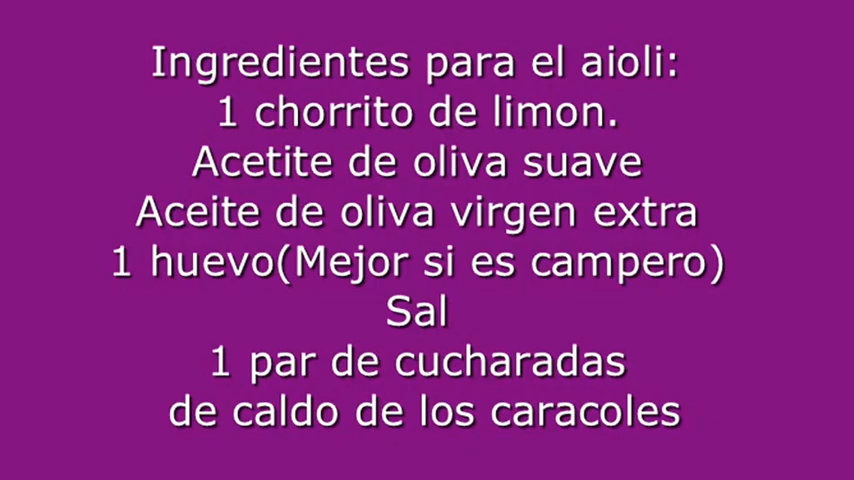 Ingredientes para el aioli:
1 chorrito de limon.
Acetite de oliva suave
Aceite de oliva virgen extra
1 huevo(Mejor si es campero)
Sal
1 par de cucharadas
de caldo de los caracoles